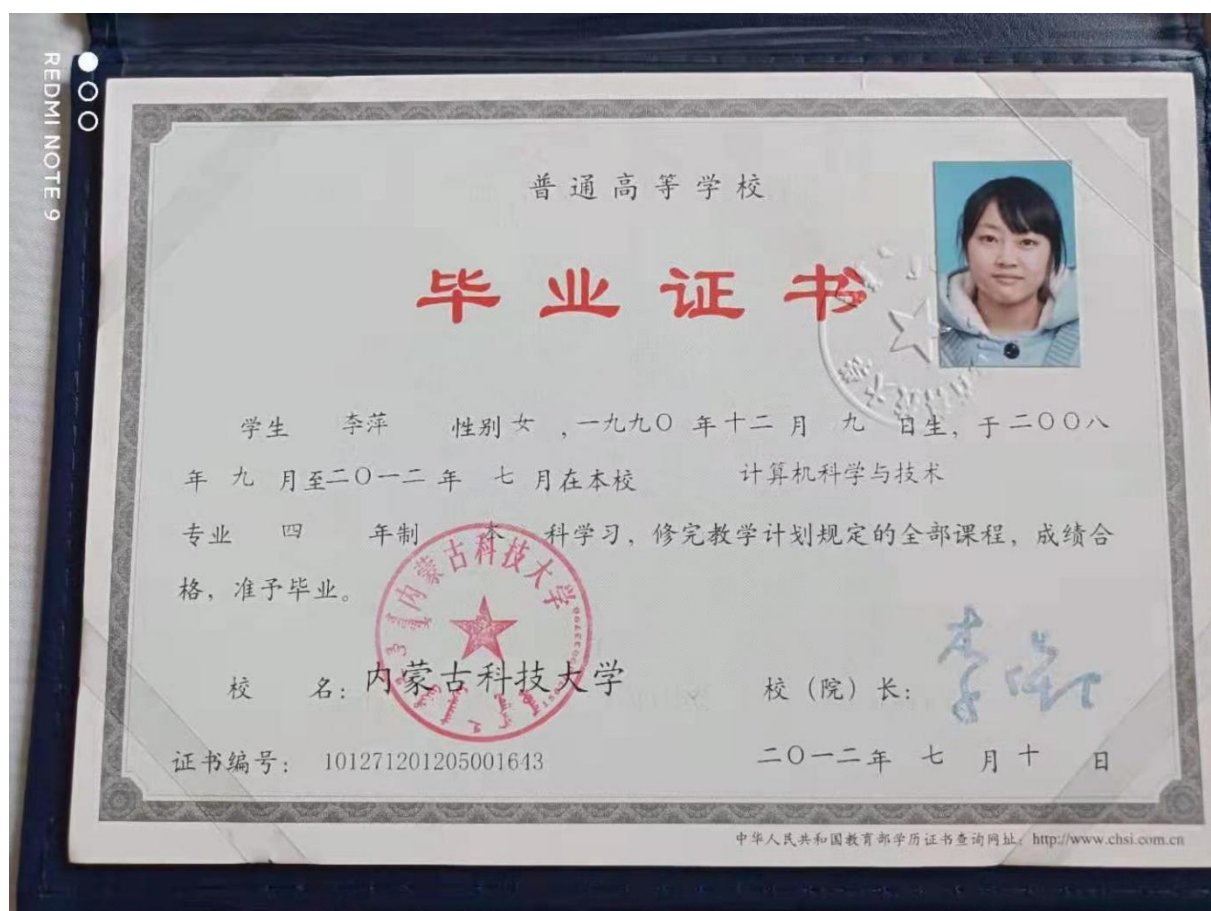 REDMI NOTE 9
普通高等学校
毕业证书
学生 李萍 性别 女 ，一九九〇 年 十二 月 九 日生，于二〇〇八
年 九 月至二〇一二 年 七 月在本校 计算机科学与技术
专业 四 年制 本 科学习，修完教学计划规定的全部课程，成绩合
格，准予毕业。
内蒙古科技大学
校 名：内蒙古科技大学 校（院）长：
证书编号： 101271201205001643 二〇一二年 七 月 十 日
中华人民共和国教育部学历证书查询网址：http://www.chsi.com.cn